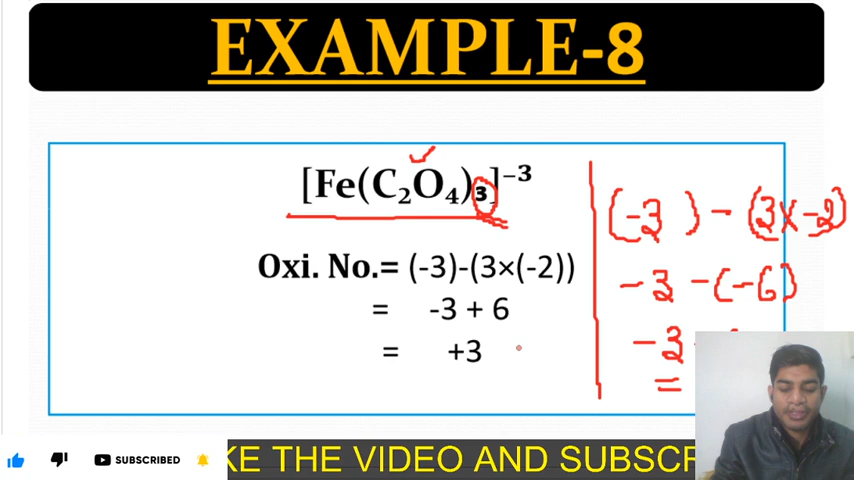 EXAMPLE-8
[Fe(C₂O₄)₃]⁻³
Oxi. No.= (-3)-(3×(-2))
= -3 + 6
= +3
(-3) - (3×-2)
-3 - (-6)
-3
=
SUBSCRIBED
KE THE VIDEO AND SUBSCR